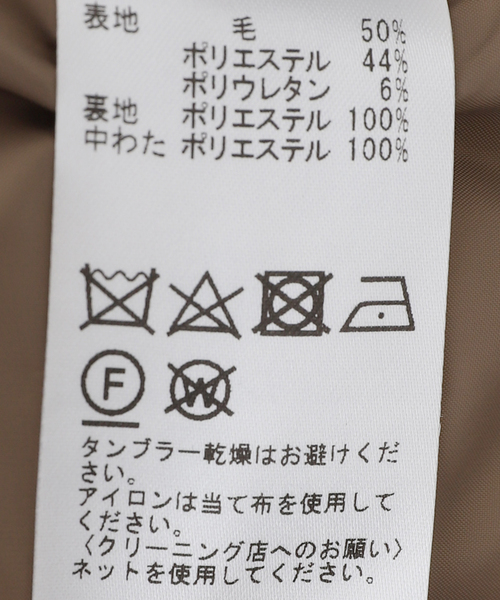 表地 毛 50%
ポリエステル 44%
ポリウレタン 6%
裏地 ポリエステル 100%
中わた ポリエステル 100%
F W
タンブラー乾燥はお避けくだ
さい。
アイロンは当て布を使用して
ください。
〈クリーニング店へのお願い〉
ネットを使用してください。